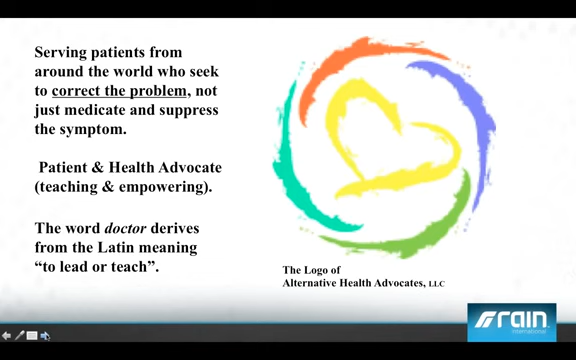 Serving patients from
around the world who seek
to correct the problem, not
just medicate and suppress
the symptom.
Patient & Health Advocate
(teaching & empowering).
The word doctor derives
from the Latin meaning
“to lead or teach”.
The Logo of
Alternative Health Advocates, LLC
rain
international